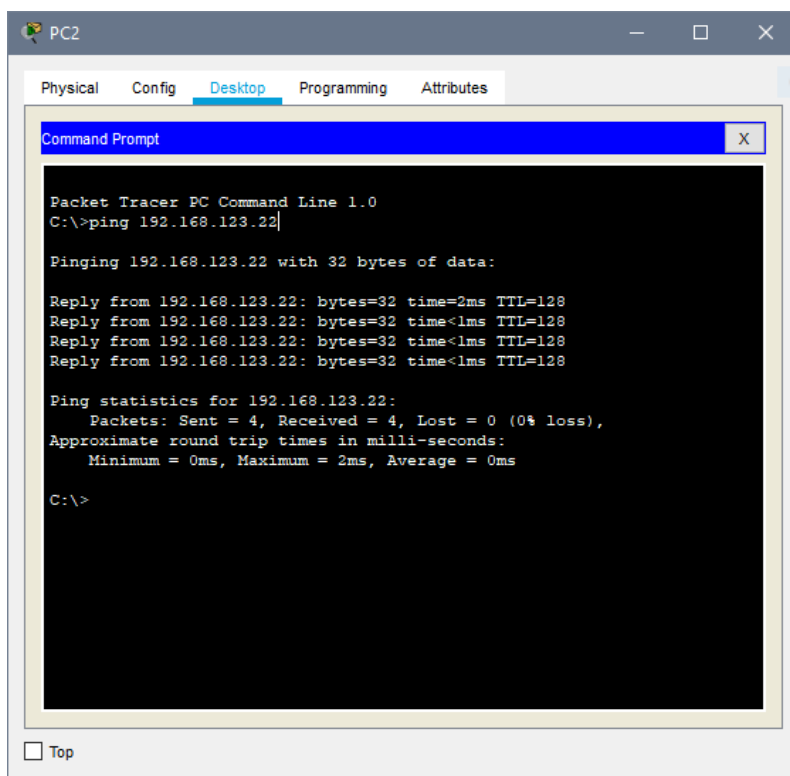 PC2
Physical Config Desktop Programming Attributes
Command Prompt
X
Packet Tracer PC Command Line 1.0
C:\>ping 192.168.123.22
Pinging 192.168.123.22 with 32 bytes of data:
Reply from 192.168.123.22: bytes=32 time=2ms TTL=128
Reply from 192.168.123.22: bytes=32 time<1ms TTL=128
Reply from 192.168.123.22: bytes=32 time<1ms TTL=128
Reply from 192.168.123.22: bytes=32 time<1ms TTL=128
Ping statistics for 192.168.123.22:
Packets: Sent = 4, Received = 4, Lost = 0 (0% loss),
Approximate round trip times in milli-seconds:
Minimum = 0ms, Maximum = 2ms, Average = 0ms
C:\>
Top